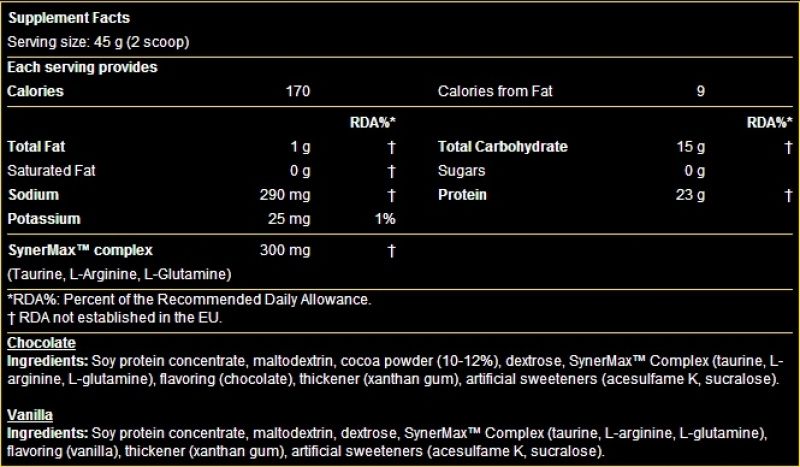 Supplement Facts
Serving size: 45 g (2 scoop)
Each serving provides
Calories 170 Calories from Fat 9
RDA%* RDA%*
Total Fat 1 g † Total Carbohydrate 15 g †
Saturated Fat 0 g † Sugars 0 g
Sodium 290 mg † Protein 23 g †
Potassium 25 mg 1%
SynerMax™ complex 300 mg †
(Taurine, L-Arginine, L-Glutamine)
*RDA%: Percent of the Recommended Daily Allowance.
† RDA not established in the EU.
Chocolate
Ingredients: Soy protein concentrate, maltodextrin, cocoa powder (10-12%), dextrose, SynerMax™ Complex (taurine, L-
arginine, L-glutamine), flavoring (chocolate), thickener (xanthan gum), artificial sweeteners (acesulfame K, sucralose).
Vanilla
Ingredients: Soy protein concentrate, maltodextrin, dextrose, SynerMax™ Complex (taurine, L-arginine, L-glutamine),
flavoring (vanilla), thickener (xanthan gum), artificial sweeteners (acesulfame K, sucralose).